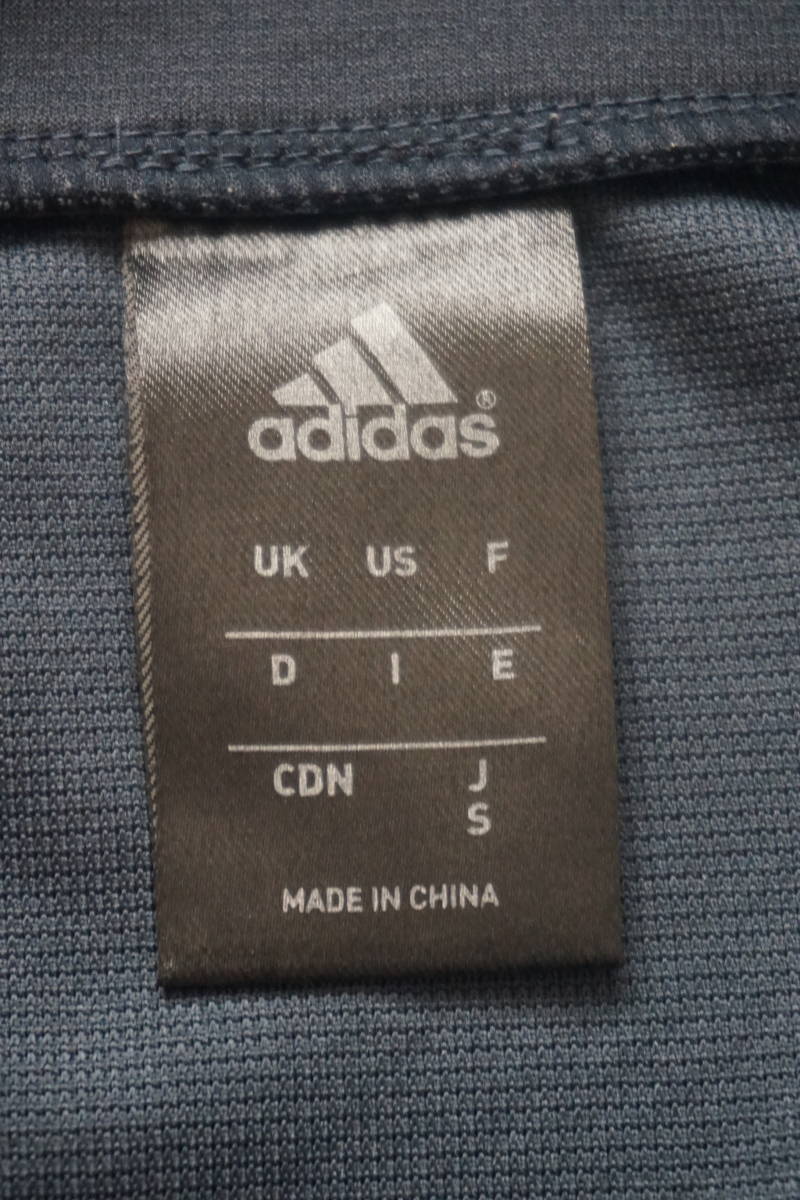 adidas®
UK US F
D I E
CDN J
S
MADE IN CHINA